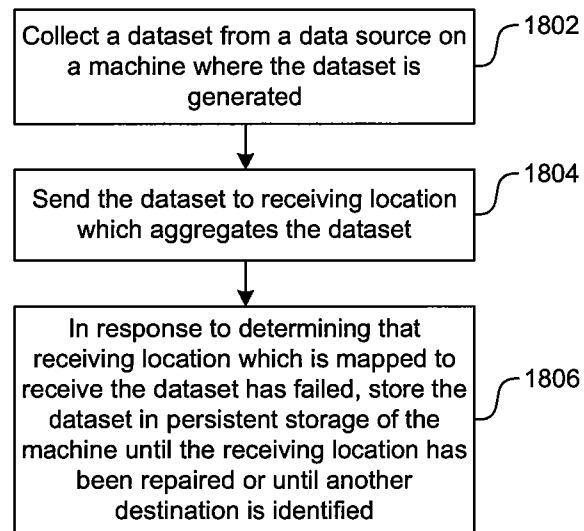 Collect a dataset from a data source on
a machine where the dataset is
generated
1802
Send the dataset to receiving location
which aggregates the dataset
1804
In response to determining that
receiving location which is mapped to
receive the dataset has failed, store the
dataset in persistent storage of the
machine until the receiving location has
been repaired or until another
destination is identified
1806